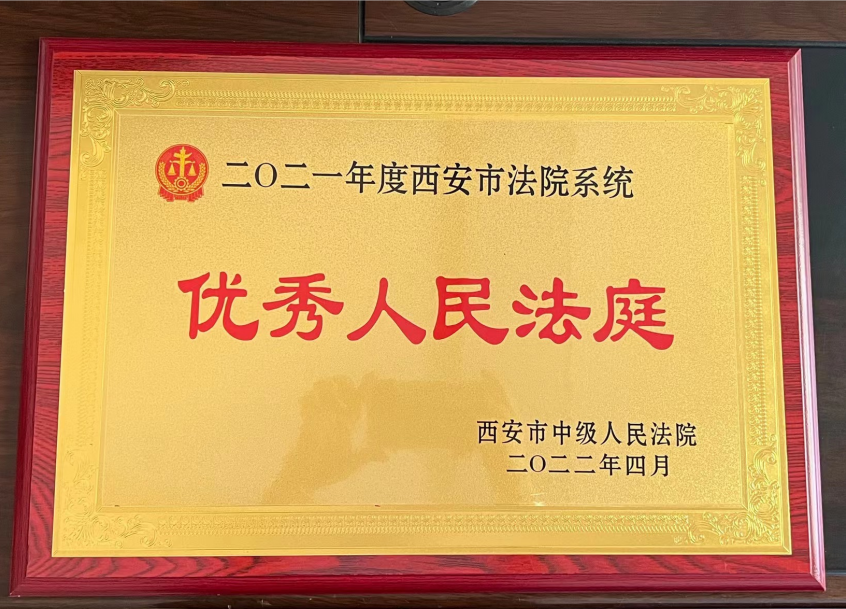 二〇二一年度西安市法院系统
优秀人民法庭
西安市中级人民法院
二〇二二年四月